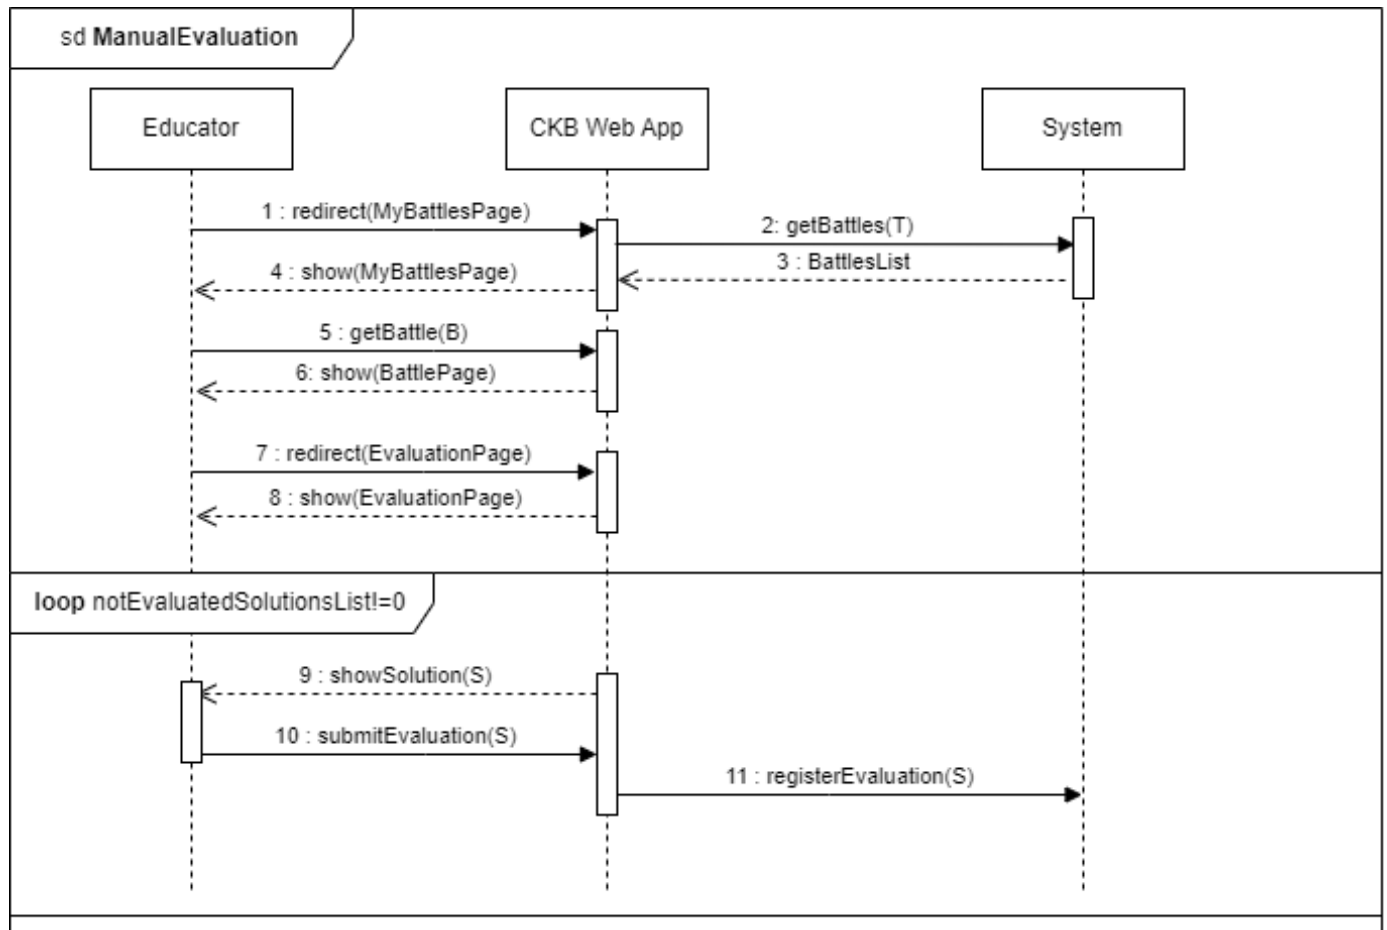 sd ManualEvaluation
Educator
CKB Web App
System
1 : redirect(MyBattlesPage)
2: getBattles(T)
3 : BattlesList
4 : show(MyBattlesPage)
5 : getBattle(B)
6: show(BattlePage)
7 : redirect(EvaluationPage)
8 : show(EvaluationPage)
loop notEvaluatedSolutionsList!=0
9 : showSolution(S)
10 : submitEvaluation(S)
11 : registerEvaluation(S)